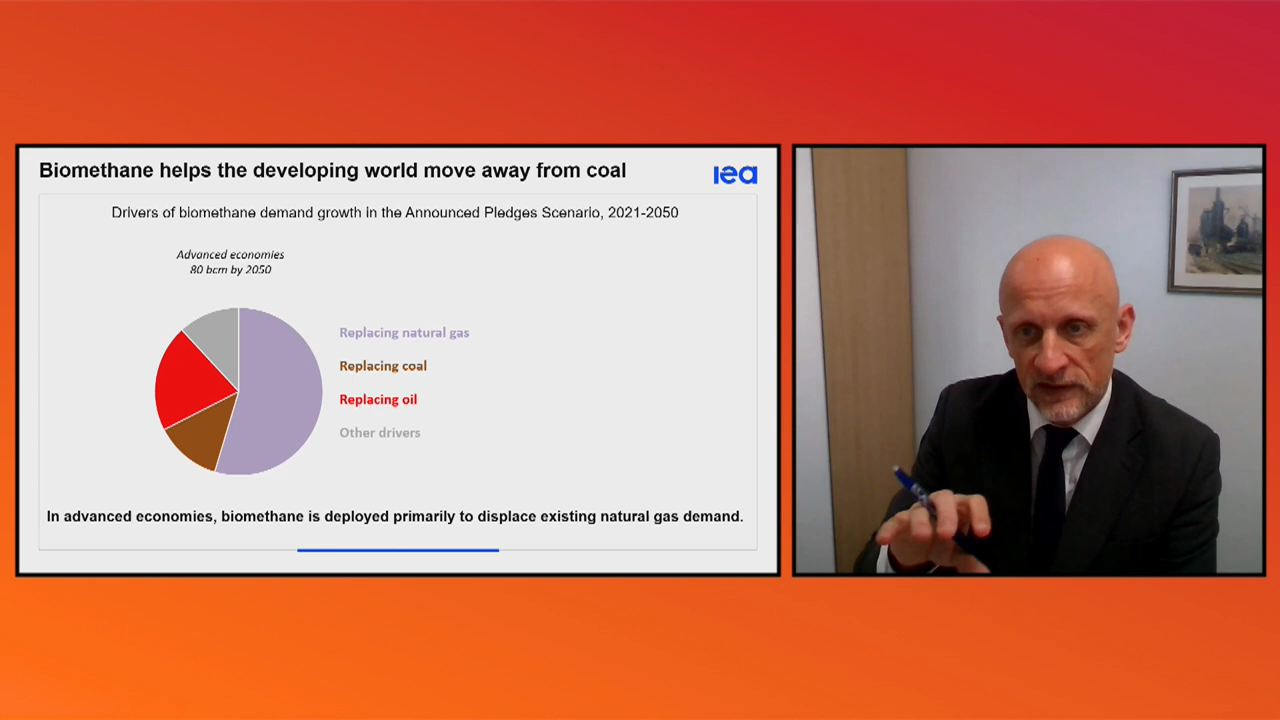 Biomethane helps the developing world move away from coal
iea
Drivers of biomethane demand growth in the Announced Pledges Scenario, 2021-2050
Advanced economies
80 bcm by 2050
Replacing natural gas
Replacing coal
Replacing oil
Other drivers
In advanced economies, biomethane is deployed primarily to displace existing natural gas demand.